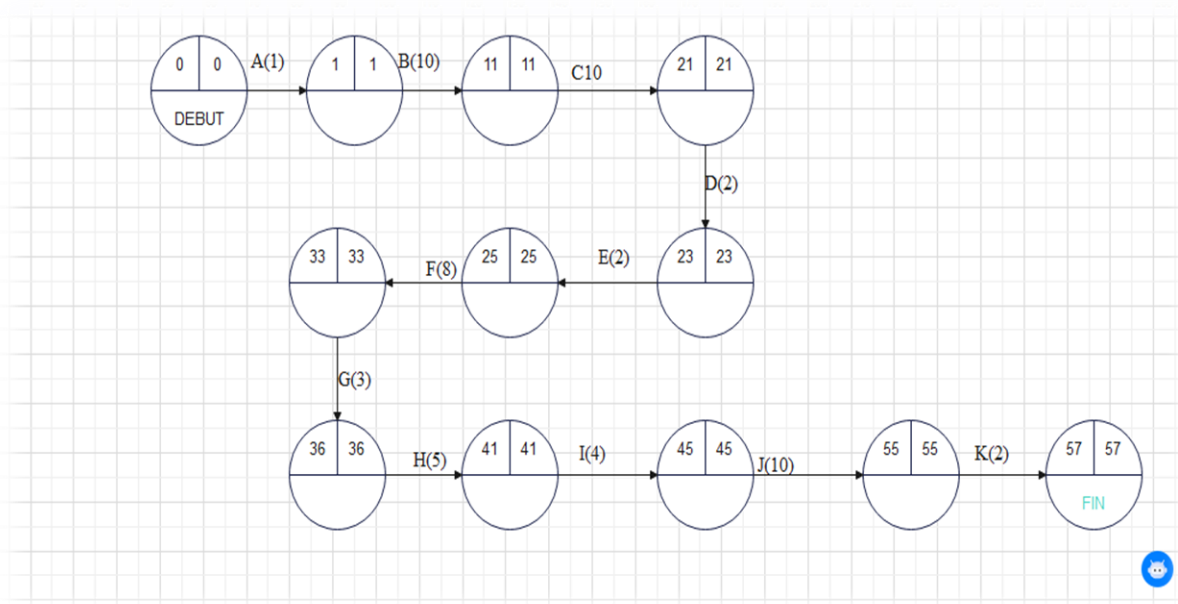 0 0 A(1) 1 1 B(10) 11 11 C10 21 21
DEBUT
D(2)
33 33 F(8) 25 25 E(2) 23 23
G(3)
36 36 H(5) 41 41 I(4) 45 45 J(10) 55 55 K(2) 57 57
FIN